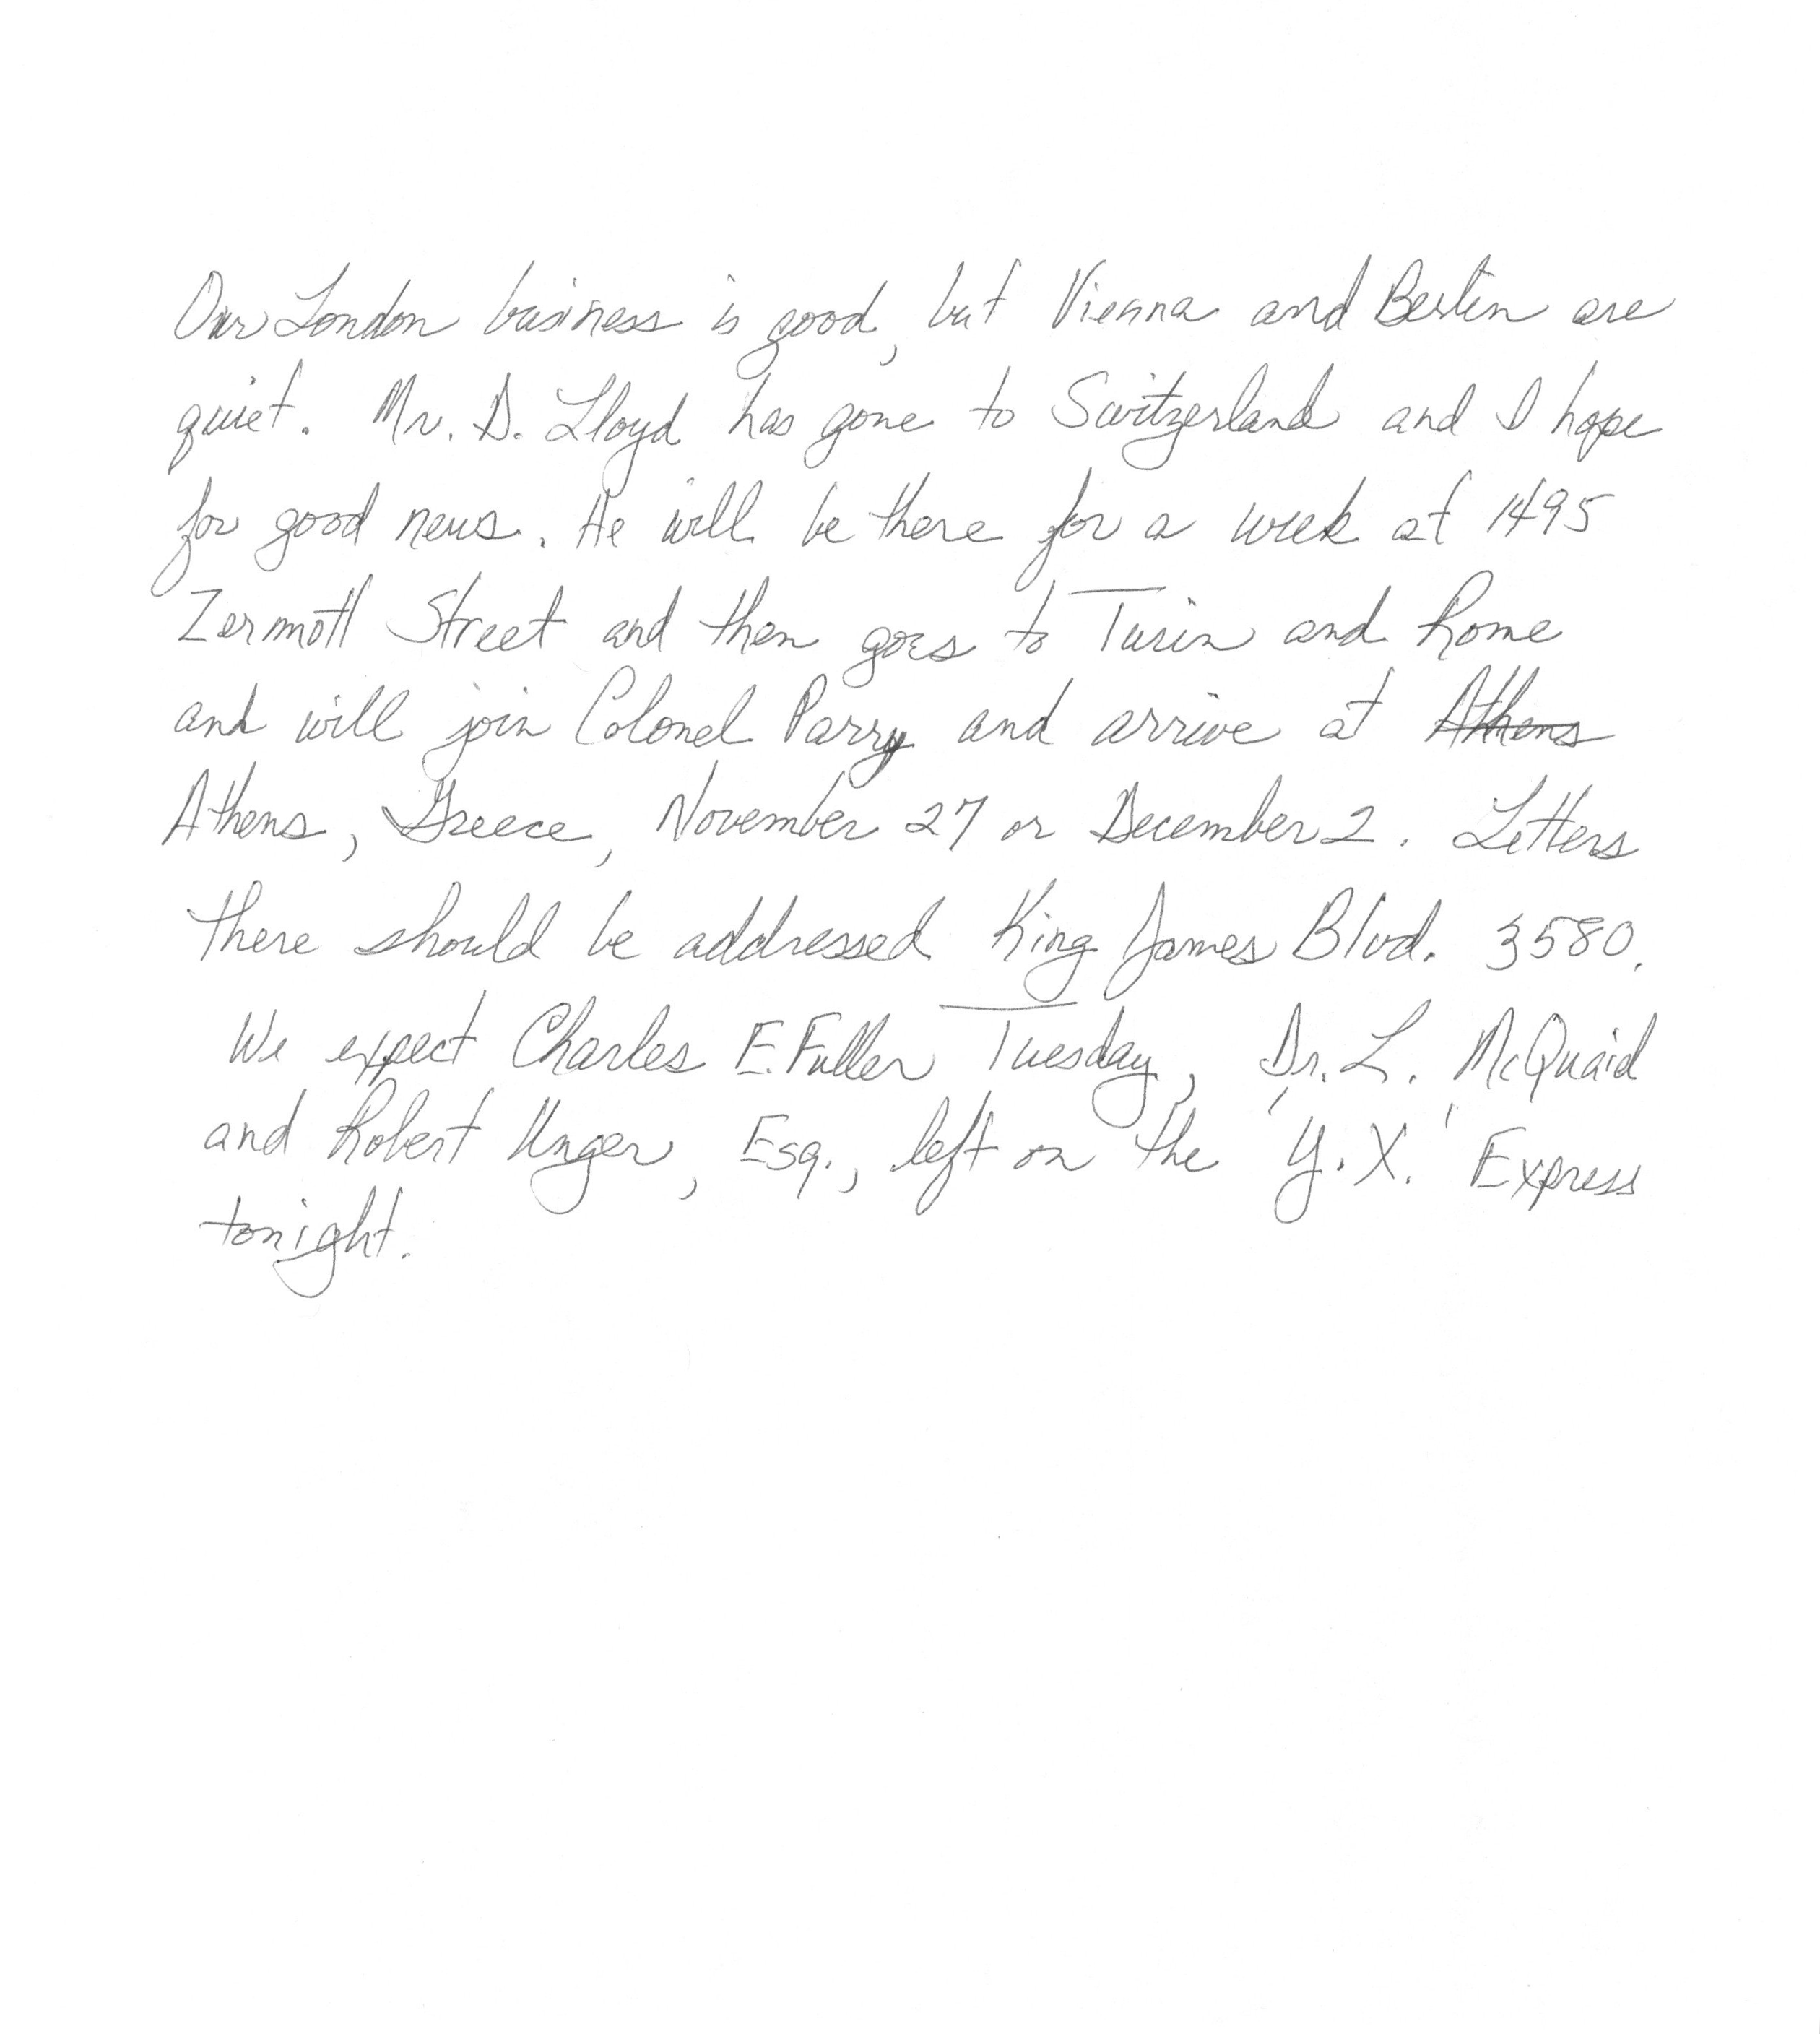 Our London business is good, but Vienna and Berlin are
quiet. Mr. D. Lloyd has gone to Switzerland and I hope
for good news. He will be there for a week at 1495
Zermott Street and then goes to Turin and Rome
and will join Colonel Parry and arrive at Athens
Athens, Greece, November 27 or December 2. Letters
there should be addressed King James Blvd. 3580.
We expect Charles E. Fuller Tuesday, Dr. L. McQuaid
and Robert Unger, Esq., left on the 'Y.X.' Express
tonight.